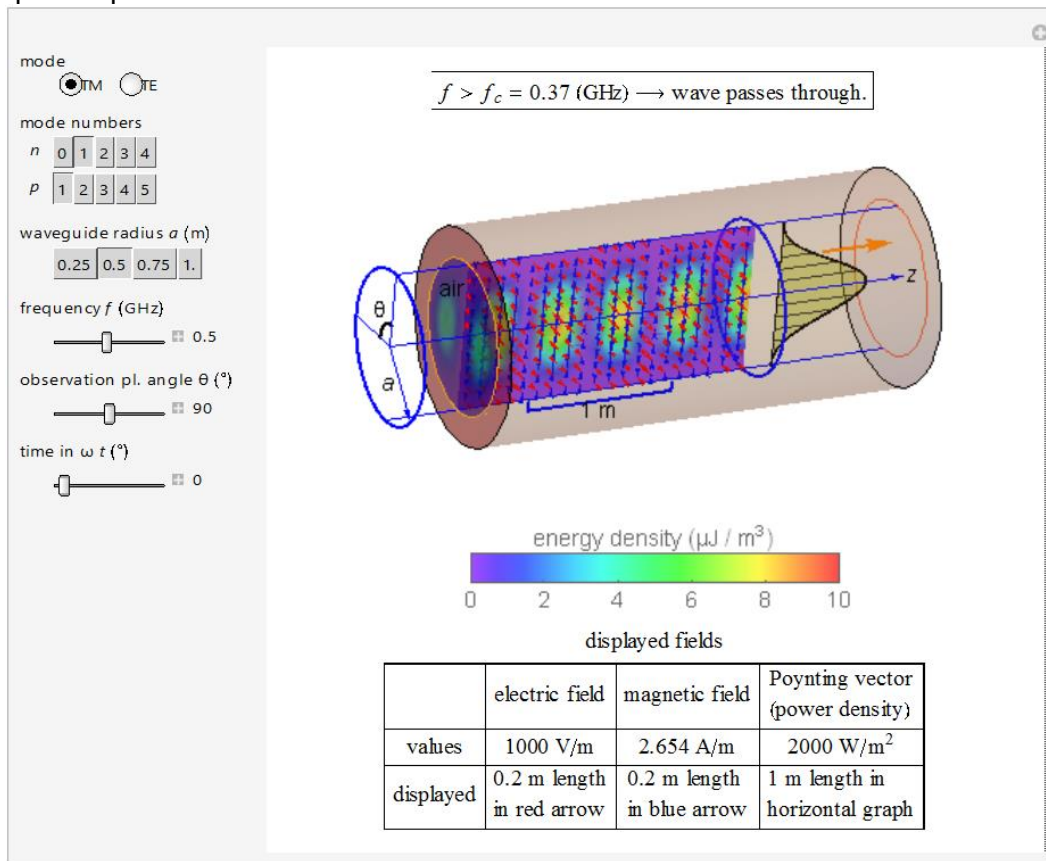 mode
TM TE
mode numbers
n 0 1 2 3 4
p 1 2 3 4 5
waveguide radius a (m)
0.25 0.5 0.75 1.
frequency f (GHz)
0.5
observation pl. angle θ (°)
90
time in ω t (°)
0
f > f_c = 0.37 (GHz) ⟶ wave passes through.
air
θ
a
z
1 m
energy density (μJ / m³)
0 2 4 6 8 10
displayed fields
electric field magnetic field Poynting vector
(power density)
values 1000 V/m 2.654 A/m 2000 W/m²
displayed 0.2 m length 0.2 m length 1 m length in
in red arrow in blue arrow horizontal graph